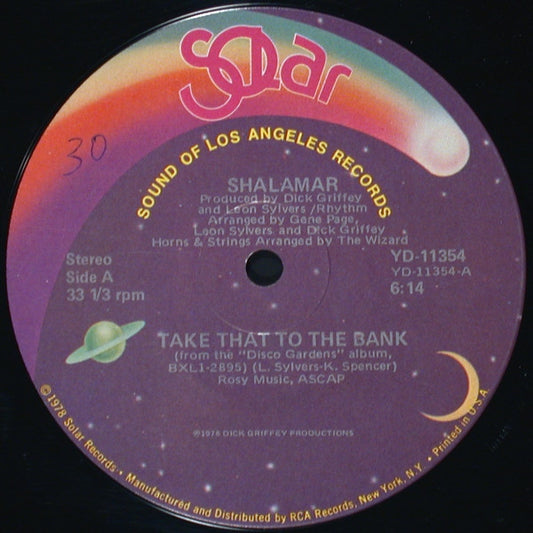 Solar
30
SOUND OF LOS ANGELES RECORDS
SHALAMAR
Produced by Dick Griffey
and Leon Sylvers /Rhythm
Arranged by Gene Page,
Leon Sylvers and Dick Griffey
Horns & Strings Arranged by The Wizard
Stereo
Side A
33 1/3 rpm
YD-11354
YD-11354-A
6:14
TAKE THAT TO THE BANK
(from the "Disco Gardens" album,
BXL1-2895) (L. Sylvers-K. Spencer)
Rosy Music, ASCAP
℗1978 DICK GRIFFEY PRODUCTIONS
©1978 Solar Records • Manufactured and Distributed by RCA Records, New York, N.Y. • Printed in U.S.A